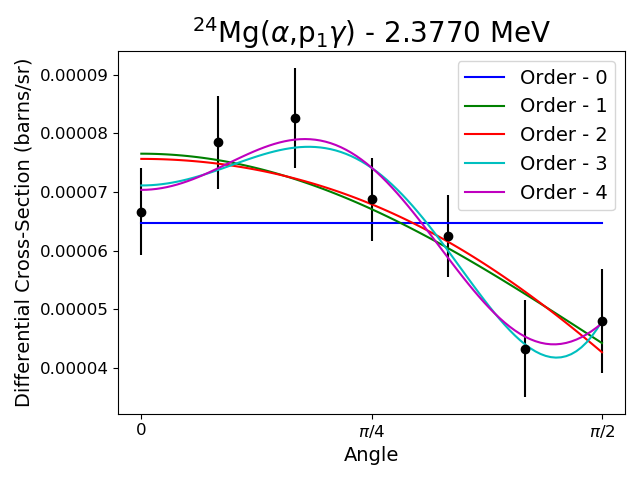 ²⁴Mg(α,p₁γ) - 2.3770 MeV
Differential Cross-Section (barns/sr)
0.00009
0.00008
0.00007
0.00006
0.00005
0.00004
Order - 0
Order - 1
Order - 2
Order - 3
Order - 4
0
π/4
π/2
Angle